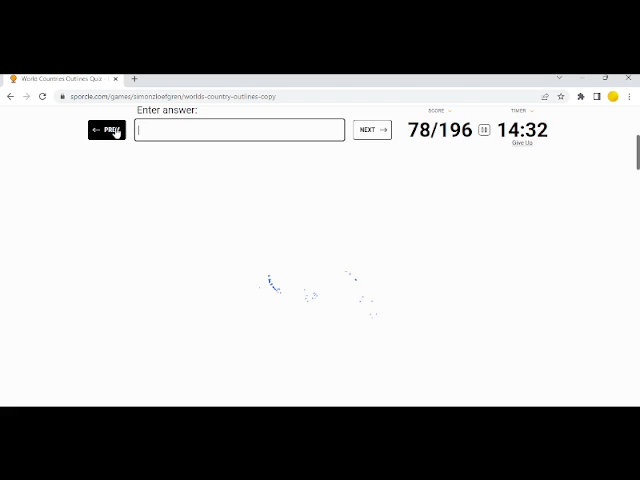 World Countries Outlines Quiz
sporcle.com/games/simonzloefgren/worlds-country-outlines-copy
Enter answer:
SCORE
TIMER
← PREV
NEXT →
78/196
14:32
Give Up